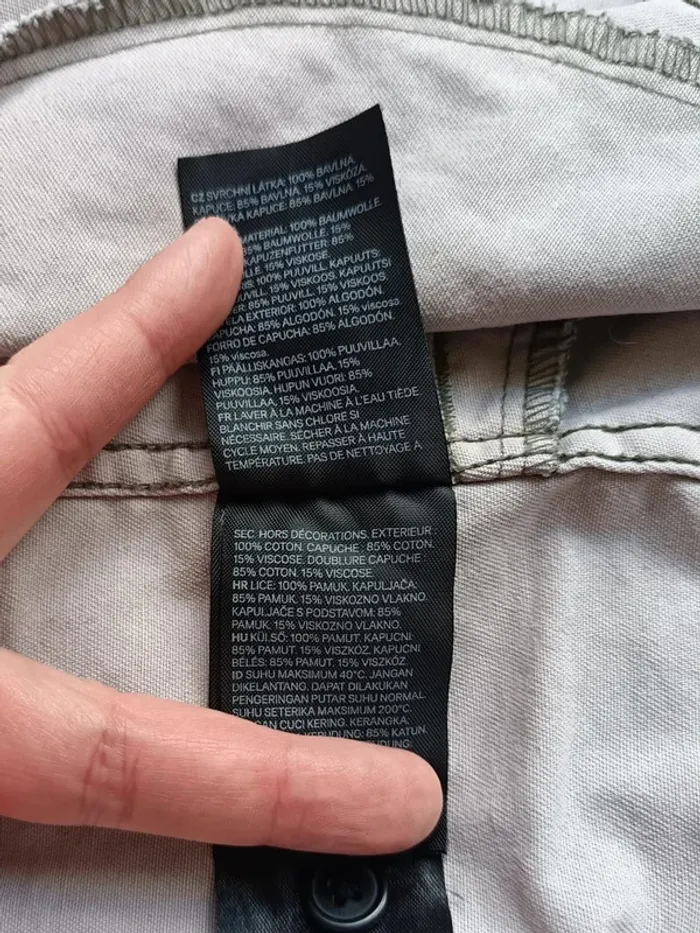 CZ SVRCHNÍ LÁTKA: 100% BAVLNA.
KAPUCE: 85% BAVLNA. 15% VISKÓZA.
KAPUCE: 85% BAVLNA 15%
MATERIAL: 100% BAUMWOLLE.
85% BAUMWOLLE. 15%
KAPUZENFUTTER: 85%
15% VISKOSE.
100% PUUVILL. KAPUUTS:
PUUVILL. 15% VISKOOS. KAPUUTSI
85% PUUVILL. 15% VISKOOS.
EXTERIOR: 100% ALGODÓN.
CAPUCHA: 85% ALGODÓN. 15% viscosa.
FORRO DE CAPUCHA: 85% ALGODÓN.
15% viscosa.
FI PÄÄLLISKANGAS: 100% PUUVILLAA.
HUPPU: 85% PUUVILLAA. 15%
VISKOOSIA. HUPUN VUORI: 85%
PUUVILLAA. 15% VISKOOSIA.
FR LAVER À LA MACHINE À L'EAU TIÈDE
BLANCHIR SANS CHLORE SI
NÉCESSAIRE. SÉCHER À LA MACHINE
CYCLE MOYEN. REPASSER À HAUTE
TEMPÉRATURE. PAS DE NETTOYAGE À
SEC. HORS DÉCORATIONS. EXTERIEUR:
100% COTON. CAPUCHE : 85% COTON.
15% VISCOSE. DOUBLURE CAPUCHE :
85% COTON. 15% VISCOSE.
HR LICE: 100% PAMUK. KAPULJAČA:
85% PAMUK. 15% VISKOZNO VLAKNO.
KAPULJAČE S PODSTAVOM: 85%
PAMUK. 15% VISKOZNO VLAKNO.
HU KÜLSŐ: 100% PAMUT. KAPUCNI:
85% PAMUT. 15% VISZKÓZ. KAPUCNI
BÉLÉS: 85% PAMUT. 15% VISZKÓZ.
ID SUHU MAKSIMUM 40°C. JANGAN
DIKELANTANG. DAPAT DILAKUKAN
PENGERINGAN PUTAR SUHU NORMAL.
SUHU SETERIKA MAKSIMUM 200°C.
CUCI KERING. KERANGKA.
85% KATUN.